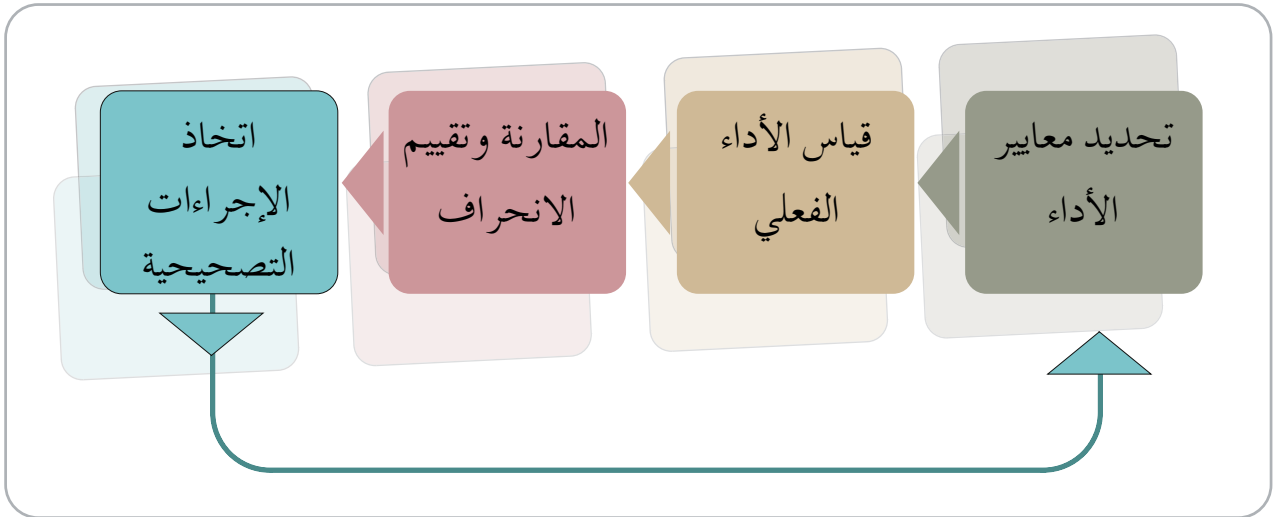 تحديد معايير
الأداء
قياس الأداء
الفعلي
المقارنة وتقييم
الانحراف
اتخاذ
الإجراءات
التصحيحية